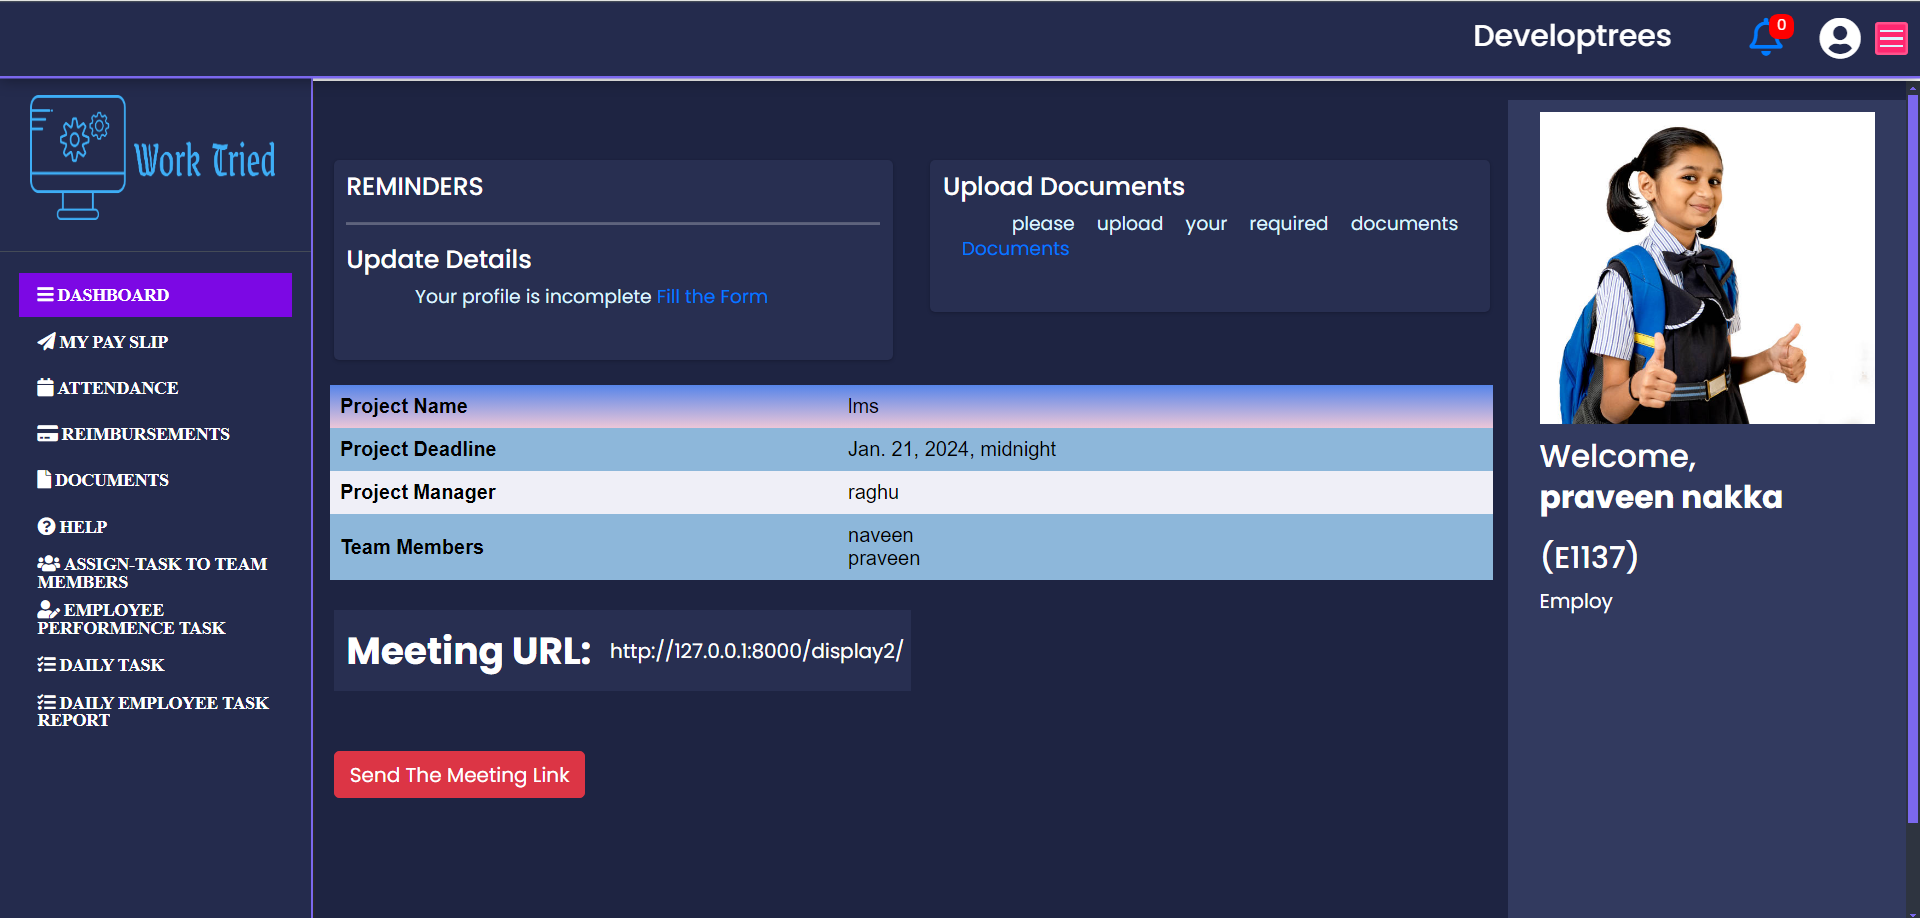 Developtrees
0
Work Tried
DASHBOARD
MY PAY SLIP
ATTENDANCE
REIMBURSEMENTS
DOCUMENTS
HELP
ASSIGN-TASK TO TEAM
MEMBERS
EMPLOYEE
PERFORMENCE TASK
DAILY TASK
DAILY EMPLOYEE TASK
REPORT
REMINDERS
Update Details
Your profile is incomplete Fill the Form
Upload Documents
please upload your required documents
Documents
Project Name lms
Project Deadline Jan. 21, 2024, midnight
Project Manager raghu
Team Members naveen
praveen
Meeting URL: http://127.0.0.1:8000/display2/
Send The Meeting Link
Welcome,
praveen nakka
(E1137)
Employ